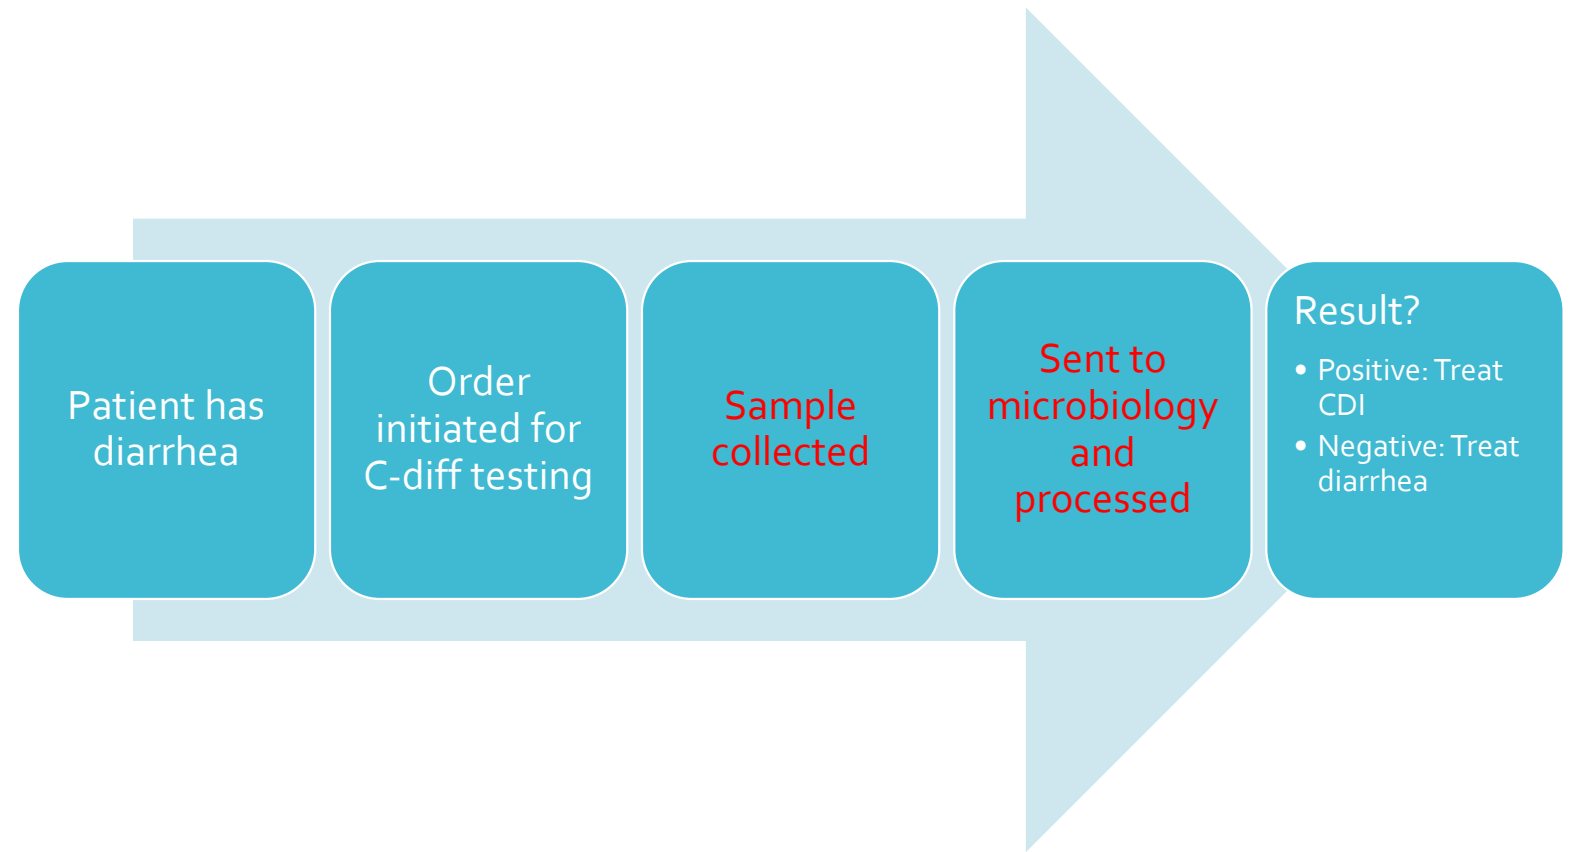 Patient has
diarrhea
Order
initiated for
C-diff testing
Sample
collected
Sent to
microbiology
and
processed
Result?
• Positive: Treat
CDI
• Negative: Treat
diarrhea